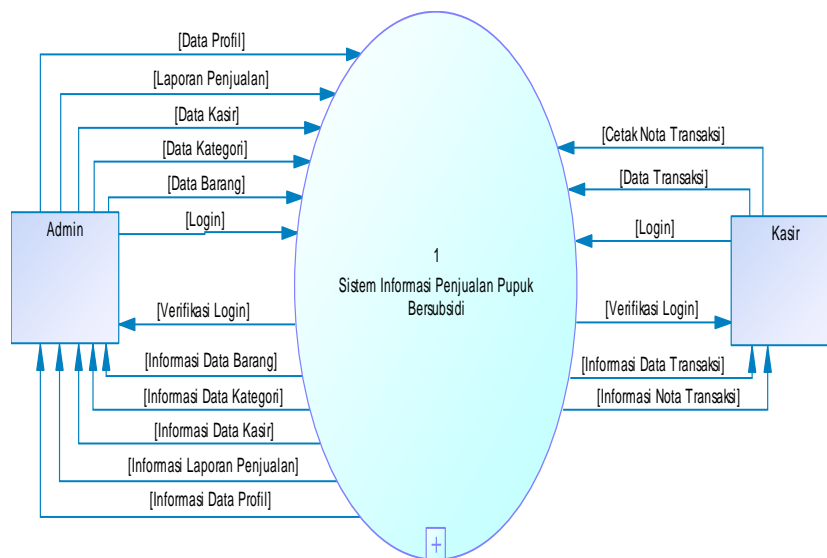 [Data Profil]
[Laporan Penjualan]
[Data Kasir]
[Data Kategori]
[Data Barang]
[Login]
Admin
[Verifikasi Login]
[Informasi Data Barang]
[Informasi Data Kategori]
[Informasi Data Kasir]
[Informasi Laporan Penjualan]
[Informasi Data Profil]
1
Sistem Informasi Penjualan Pupuk
Bersubsidi
+
[Cetak Nota Transaksi]
[Data Transaksi]
[Login]
Kasir
[Verifikasi Login]
[Informasi Data Transaksi]
[Informasi Nota Transaksi]